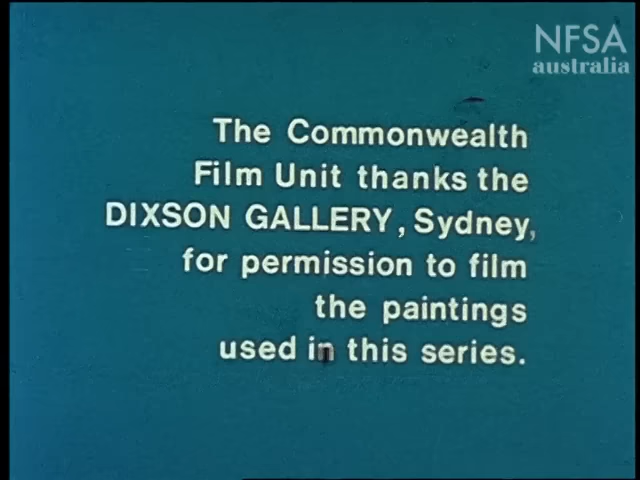 NFSA
australia
The Commonwealth
Film Unit thanks the
DIXSON GALLERY, Sydney,
for permission to film
the paintings
used in this series.